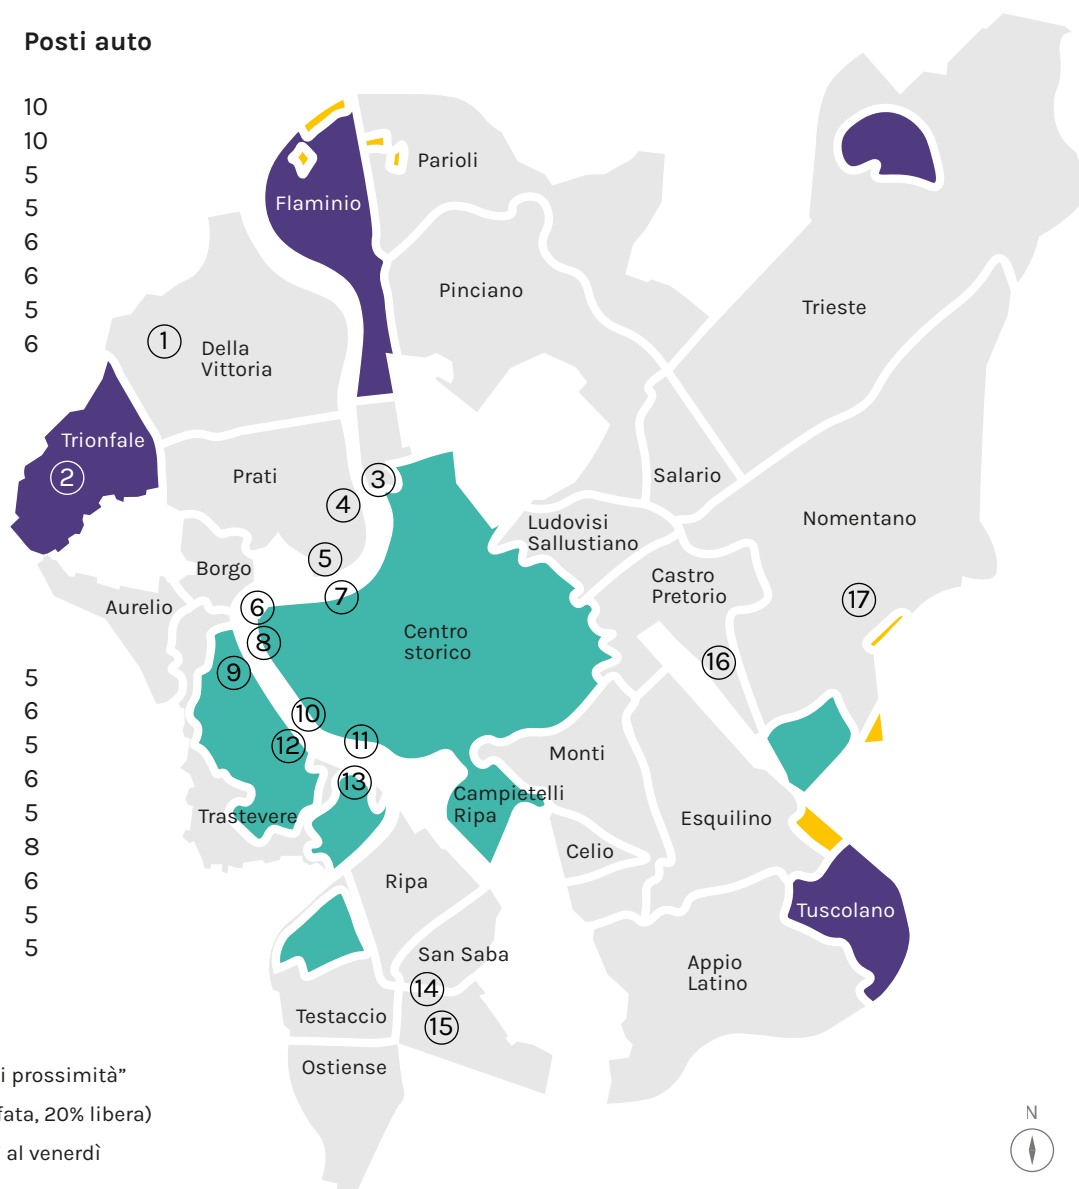 Posti auto
10
10
5
5
6
6
5
6
5
6
5
6
5
8
6
5
5
i prossimità”
fata, 20% libera)
al venerdì
Parioli
Flaminio
Pinciano
Trieste
1
Della
Vittoria
Trionfale
2
Prati
3
4
Salario
Ludovisi
Sallustiano
Nomentano
5
Borgo
Castro
Pretorio
Aurelio
6
7
17
8
Centro
storico
9
16
10
11
12
Monti
13
Campietelli
Ripa
Trastevere
Esquilino
Celio
Ripa
Tuscolano
San Saba
Appio
Latino
14
Testaccio
15
Ostiense
N